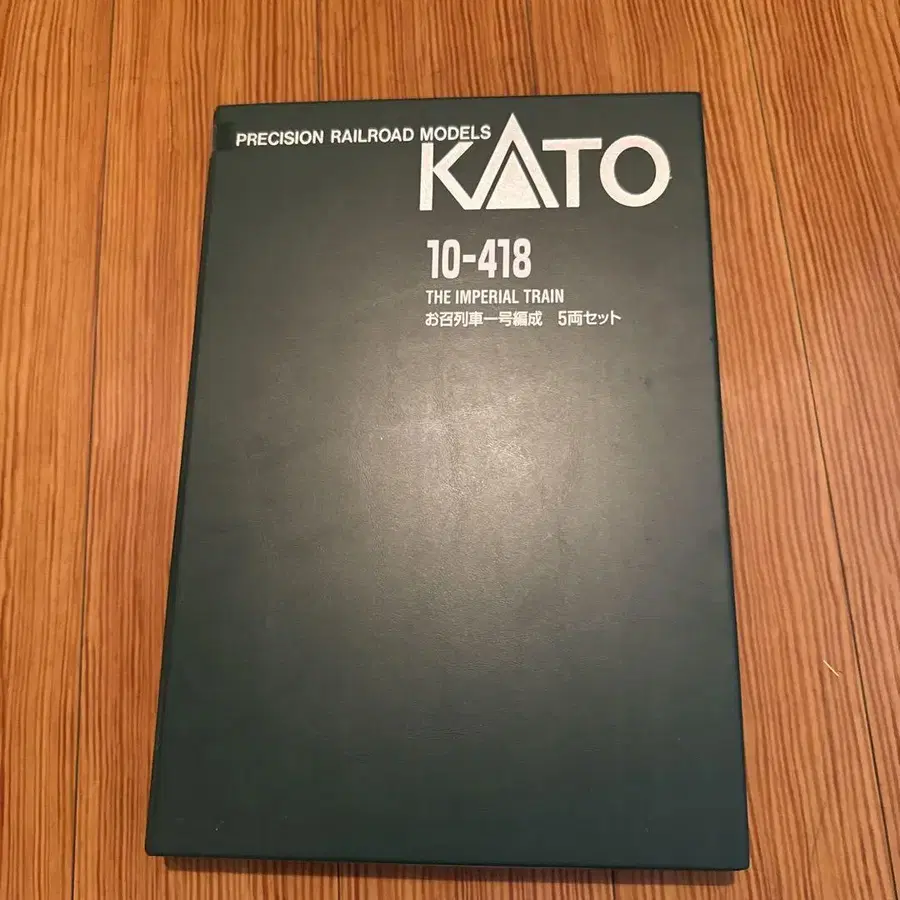 PRECISION RAILROAD MODELS
KATO
10-418
THE IMPERIAL TRAIN
お召列車一号編成 5両セット